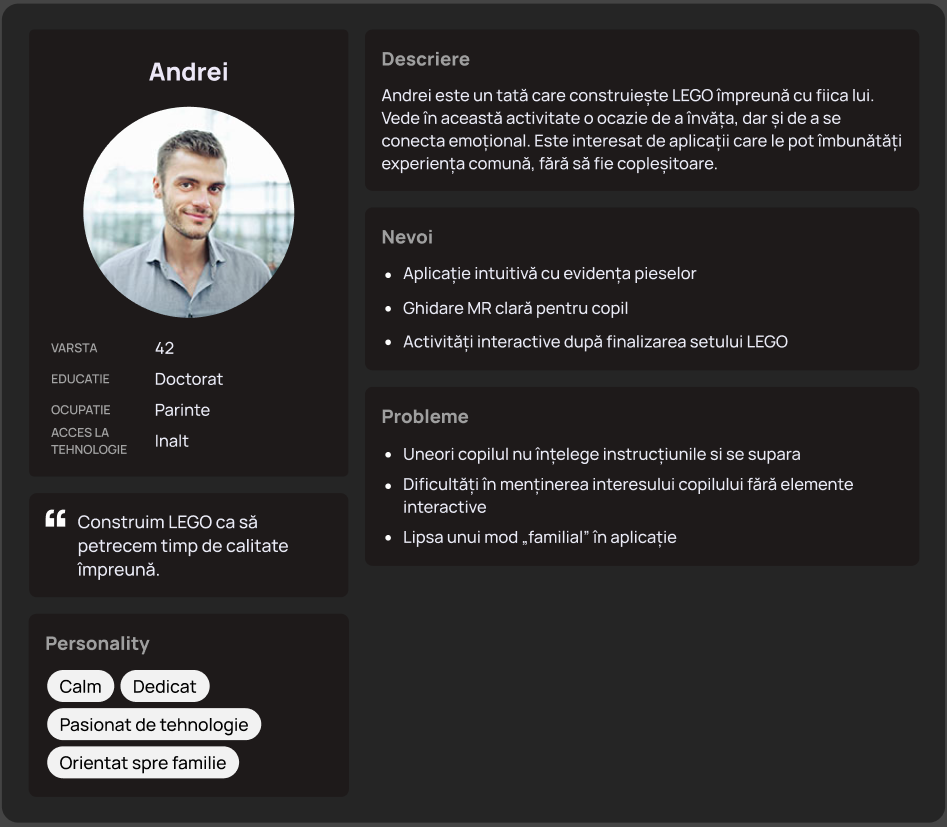 Andrei
VARSTA 42
EDUCATIE Doctorat
OCUPATIE Parinte
ACCES LA
TEHNOLOGIE Inalt
Construim LEGO ca să
petrecem timp de calitate
împreună.
Personality
Calm Dedicat
Pasionat de tehnologie
Orientat spre familie
Descriere
Andrei este un tată care construiește LEGO împreună cu fiica lui.
Vede în această activitate o ocazie de a învăța, dar și de a se
conecta emoțional. Este interesat de aplicații care le pot îmbunătăți
experiența comună, fără să fie copleșitoare.
Nevoi
• Aplicație intuitivă cu evidența pieselor
• Ghidare MR clară pentru copil
• Activități interactive după finalizarea setului LEGO
Probleme
• Uneori copilul nu înțelege instrucțiunile si se supara
• Dificultăți în menținerea interesului copilului fără elemente
interactive
• Lipsa unui mod „familial” în aplicație